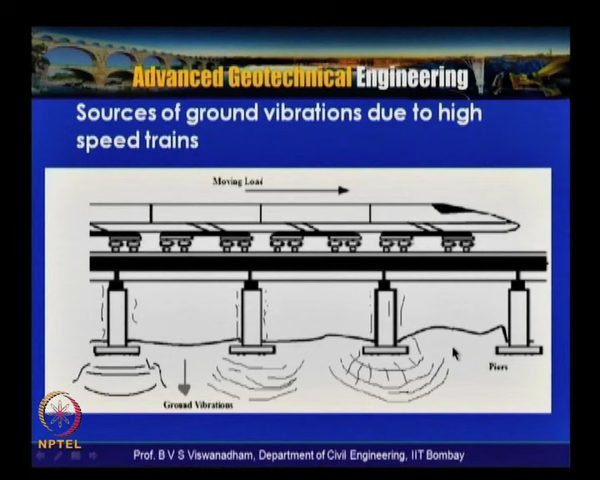 Advanced Geotechnical Engineering
Sources of ground vibrations due to high
speed trains
Moving Load
Piers
Ground Vibrations
NPTEL
Prof. B V S Viswanadham, Department of Civil Engineering, IIT Bombay